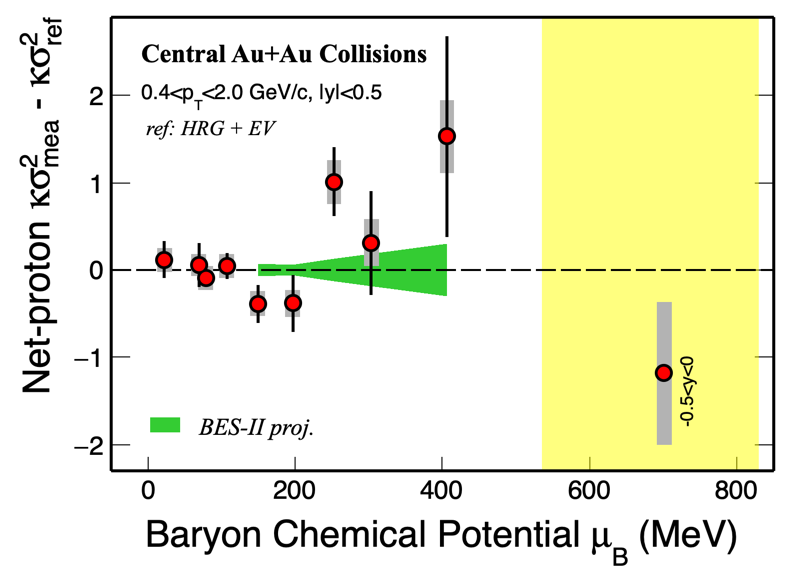 Net-proton κσ²mea - κσ²ref
Central Au+Au Collisions
0.4<pT<2.0 GeV/c, |y|<0.5
ref: HRG + EV
2
1
0
−1
−2
-0.5<y<0
BES-II proj.
0 200 400 600 800
Baryon Chemical Potential μB (MeV)